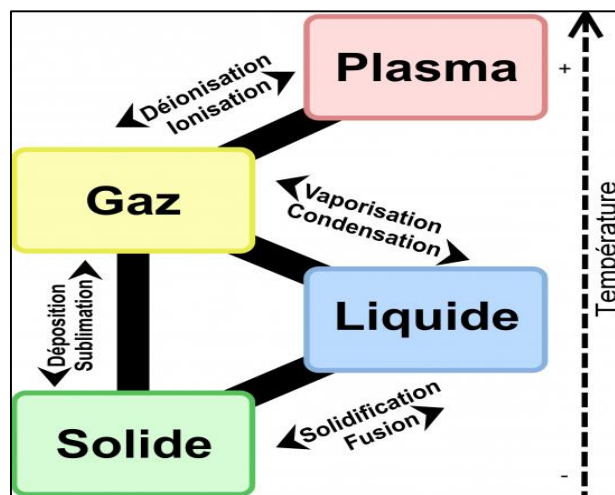 Plasma
+
Déionisation
Ionisation
Gaz
Vaporisation
Condensation
Température
Déposition
Sublimation
Liquide
Solidification
Fusion
Solide
-